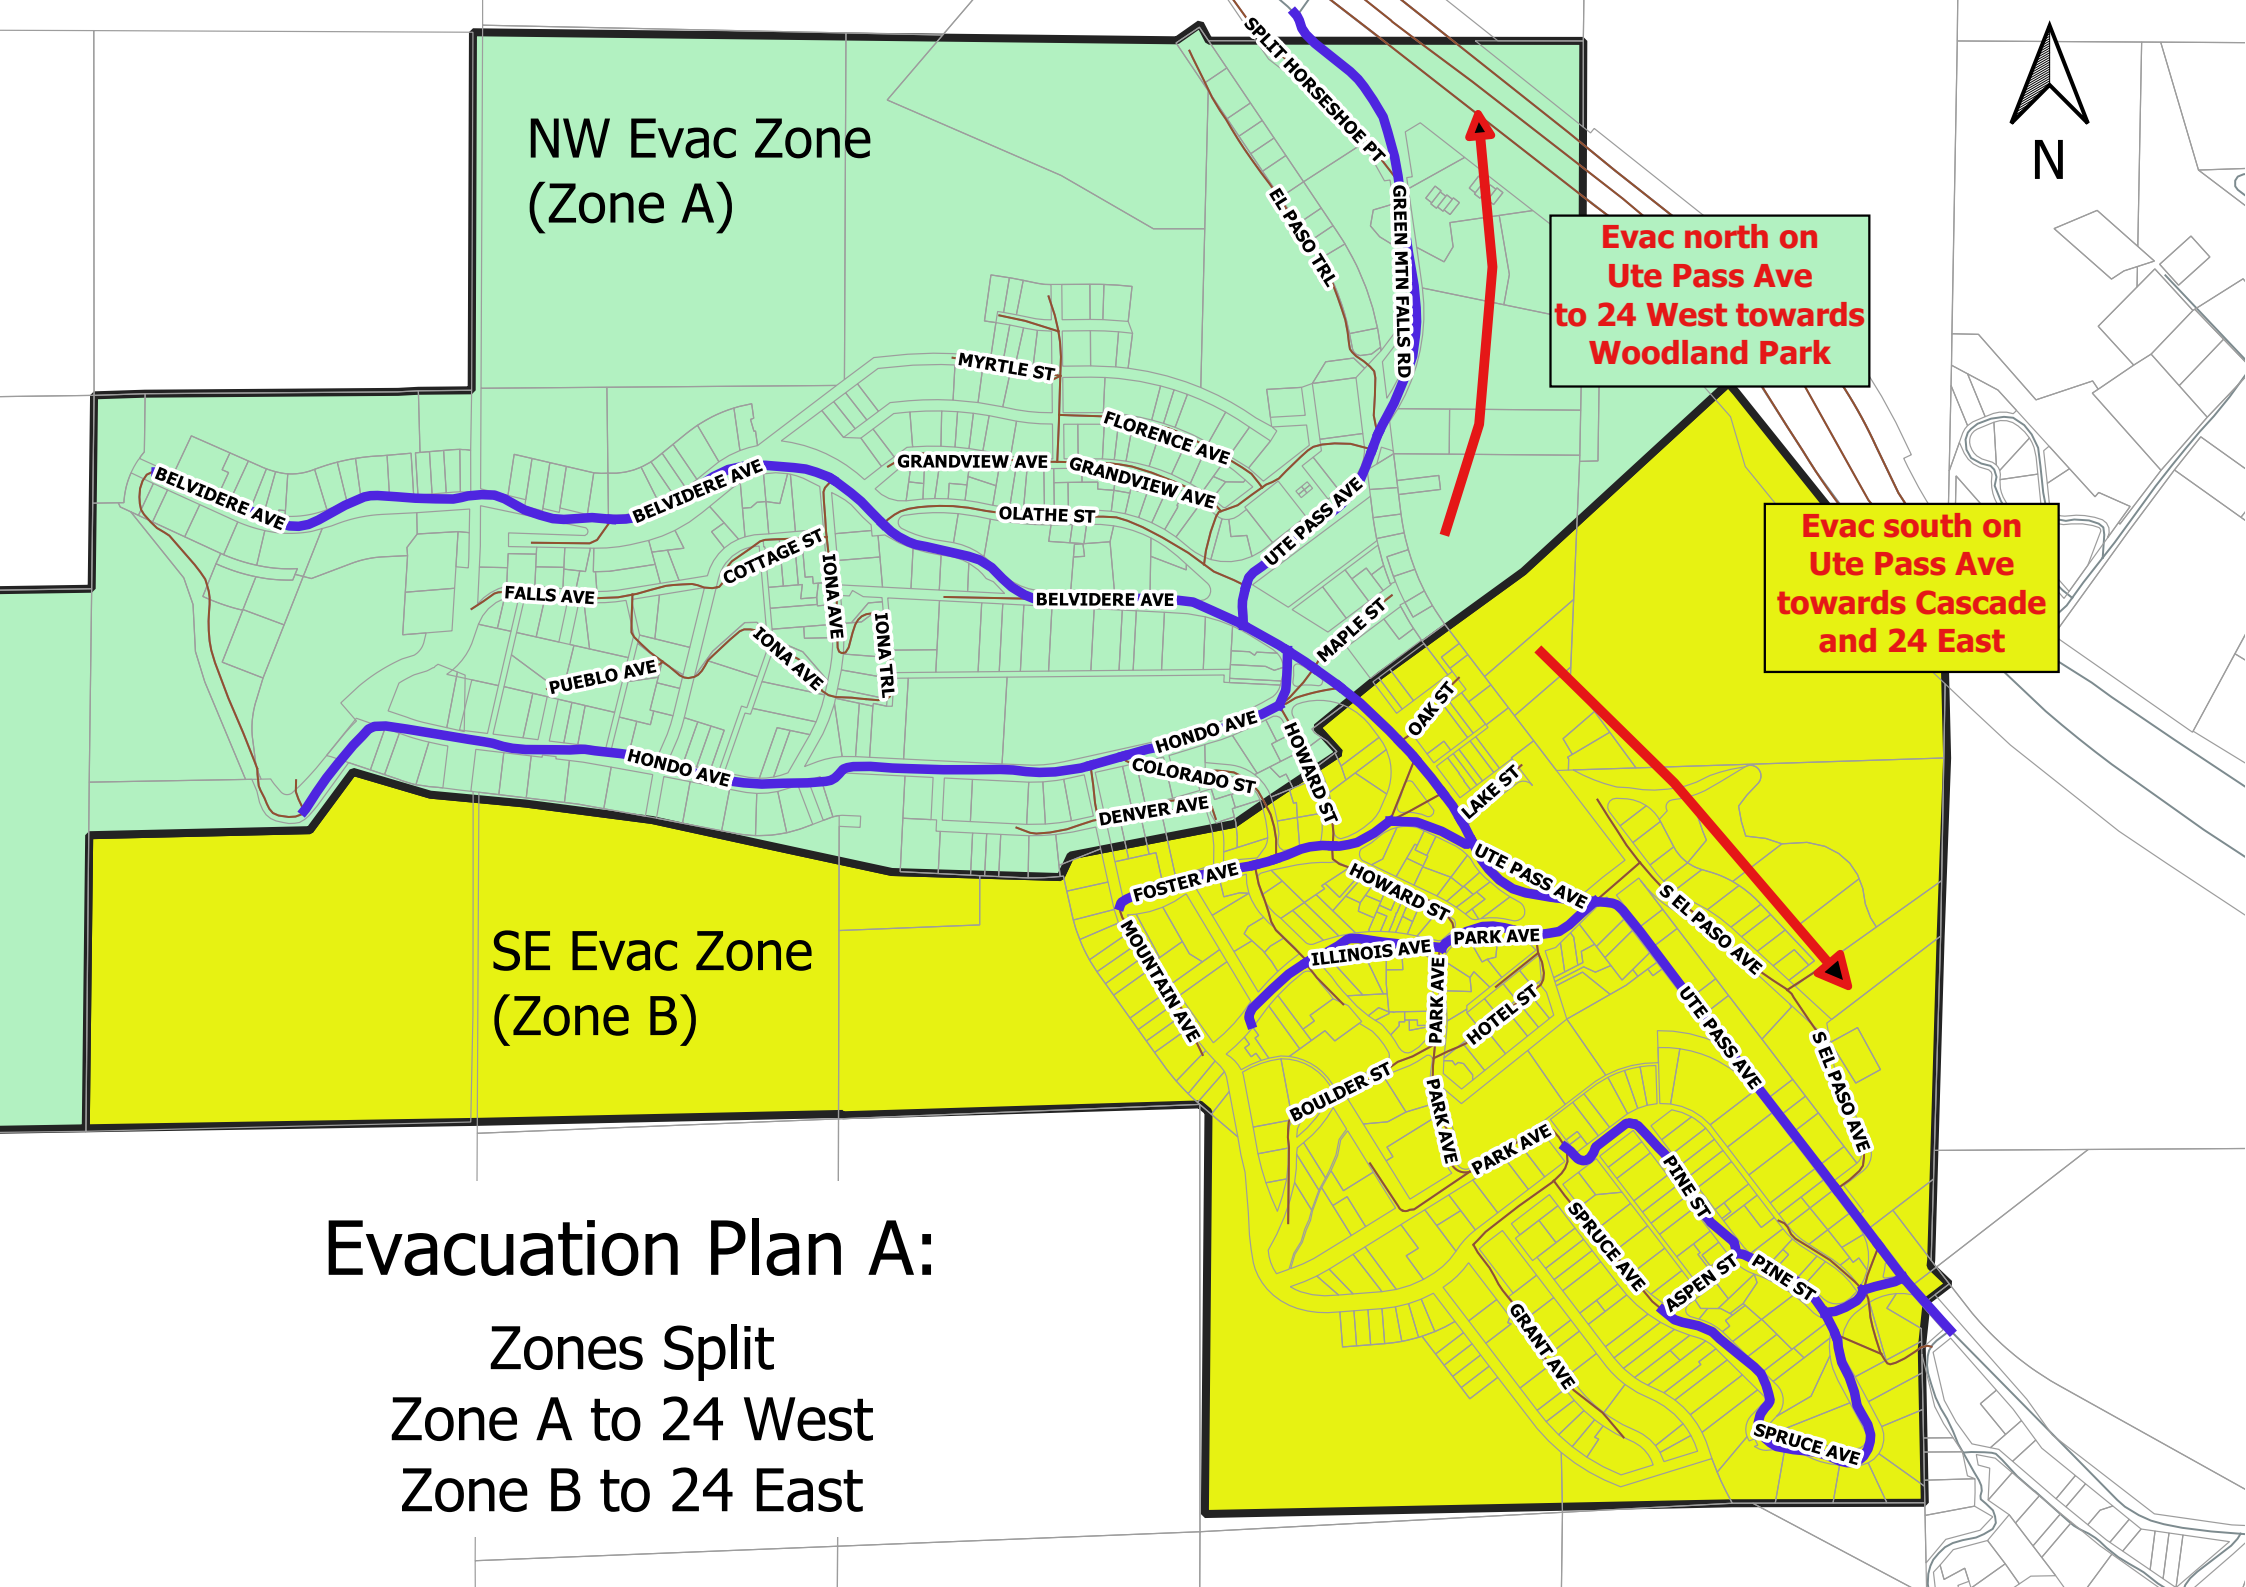 SPLIT HORSESHOE PT
NW Evac Zone
(Zone A)
N
EL PASO TRL
GREEN MTN FALLS RD
Evac north on
Ute Pass Ave
to 24 West towards
Woodland Park
MYRTLE ST
FLORENCE AVE
GRANDVIEW AVE
GRANDVIEW AVE
BELVIDERE AVE
BELVIDERE AVE
OLATHE ST
UTE PASS AVE
Evac south on
Ute Pass Ave
towards Cascade
and 24 East
COTTAGE ST
IONA AVE
FALLS AVE
BELVIDERE AVE
MAPLE ST
IONA TRL
IONA AVE
PUEBLO AVE
OAK ST
HONDO AVE
HOWARD ST
HONDO AVE
COLORADO ST
LAKE ST
DENVER AVE
UTE PASS AVE
FOSTER AVE
HOWARD ST
S EL PASO AVE
SE Evac Zone
(Zone B)
MOUNTAIN AVE
ILLINOIS AVE
PARK AVE
PARK AVE
HOTEL ST
UTE PASS AVE
S EL PASO AVE
BOULDER ST
PARK AVE
PARK AVE
PINE ST
SPRUCE AVE
ASPEN ST
PINE ST
GRANT AVE
SPRUCE AVE
Evacuation Plan A:
Zones Split
Zone A to 24 West
Zone B to 24 East